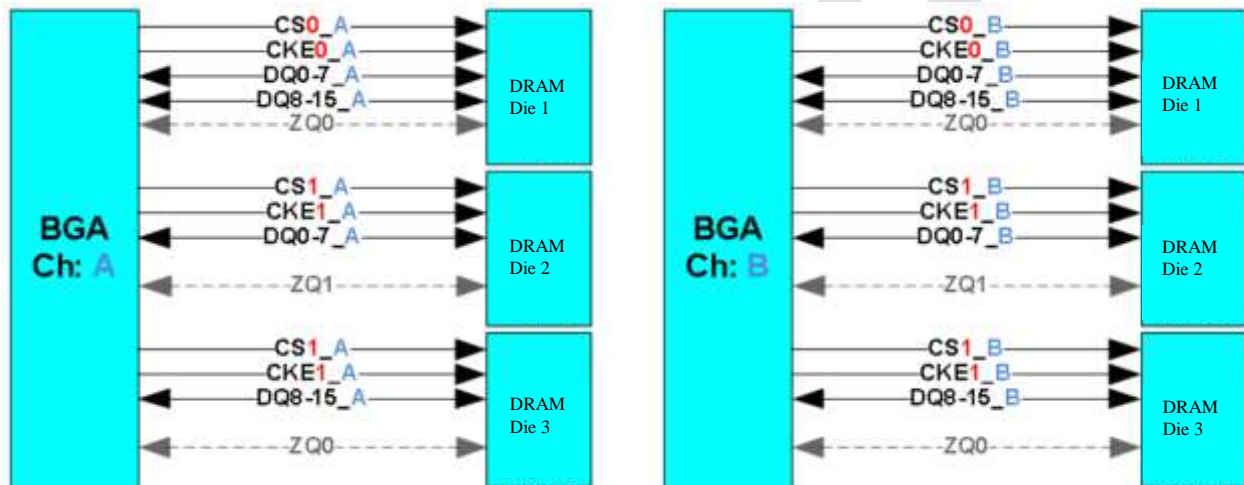 CS0_A
CKE0_A
DQ0-7_A
DQ8-15_A
ZQ0
DRAM
Die 1
CS1_A
CKE1_A
DQ0-7_A
ZQ1
DRAM
Die 2
BGA
Ch: A
CS1_A
CKE1_A
DQ8-15_A
ZQ0
DRAM
Die 3
CS0_B
CKE0_B
DQ0-7_B
DQ8-15_B
ZQ0
DRAM
Die 1
CS1_B
CKE1_B
DQ0-7_B
ZQ1
DRAM
Die 2
BGA
Ch: B
CS1_B
CKE1_B
DQ8-15_B
ZQ0
DRAM
Die 3